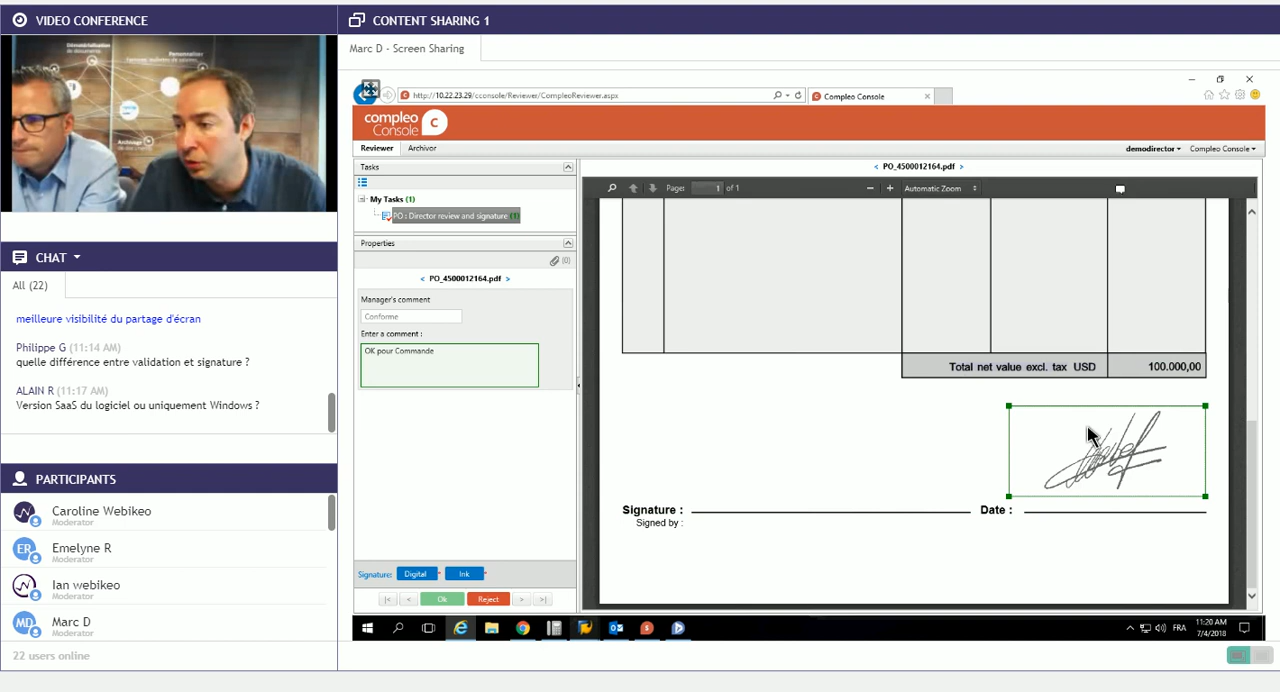 VIDEO CONFERENCE
CHAT
All (22)
meilleure visibilité du partage d'écran
Philippe G (11:14 AM)
quelle différence entre validation et signature ?
ALAIN R (11:17 AM)
Version SaaS du logiciel ou uniquement Windows ?
PARTICIPANTS
Caroline Webikeo
Moderator
ER
Emelyne R
Moderator
Ian webikeo
Moderator
MD
Marc D
Moderator
22 users online
CONTENT SHARING 1
Marc D - Screen Sharing
http://10.22.23.29/cconsole/Reviewer/CompleoReviewer.aspx
Compleo Console
compleo
Console
C
Reviewer
Archivor
demodirector
Compleo Console
Tasks
My Tasks (1)
PO : Director review and signature (1)
Properties
(0)
< PO_4500012164.pdf >
Manager's comment
Conforme
Enter a comment :
OK pour Commande
Signature:
Digital
Ink
|< < Ok Reject > >|
< PO_4500012164.pdf >
Page: 1 of 1
Automatic Zoom
Total net value excl. tax USD 100.000,00
Signature :
Date :
Signed by :
FRA
11:20 AM
7/4/2018